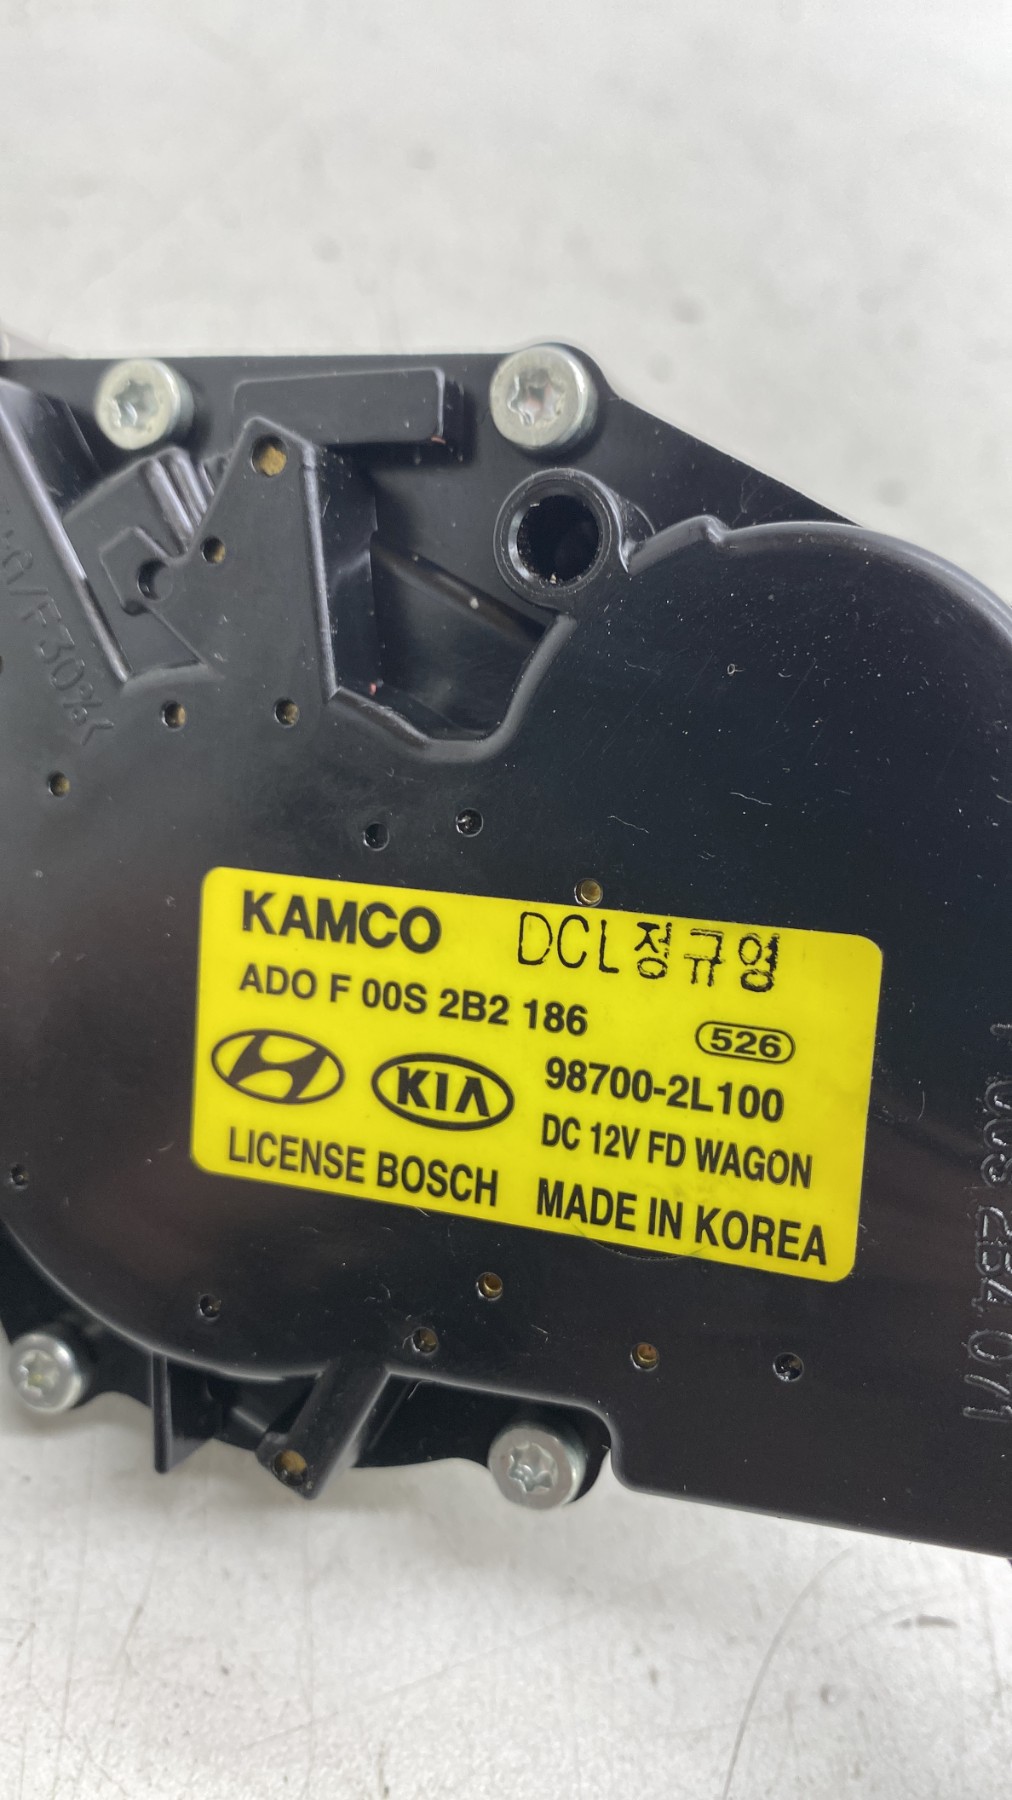 KAMCO DCL정규영
ADO F 00S 2B2 186
526
98700-2L100
KIA
DC 12V FD WAGON
LICENSE BOSCH MADE IN KOREA